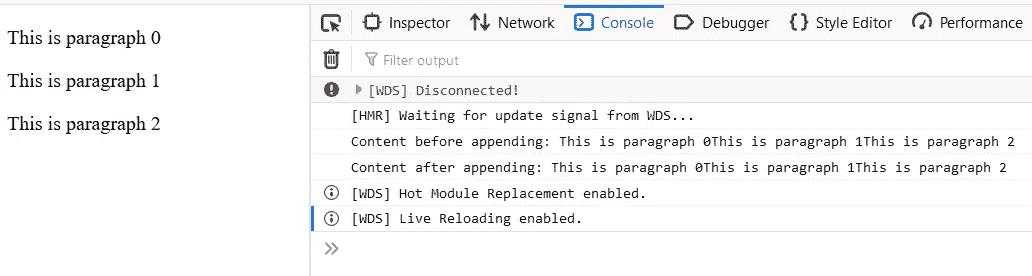 This is paragraph 0
This is paragraph 1
This is paragraph 2
Inspector Network Console Debugger Style Editor Performance
Filter output
[WDS] Disconnected!
[HMR] Waiting for update signal from WDS...
Content before appending: This is paragraph 0This is paragraph 1This is paragraph 2
Content after appending: This is paragraph 0This is paragraph 1This is paragraph 2
[WDS] Hot Module Replacement enabled.
[WDS] Live Reloading enabled.